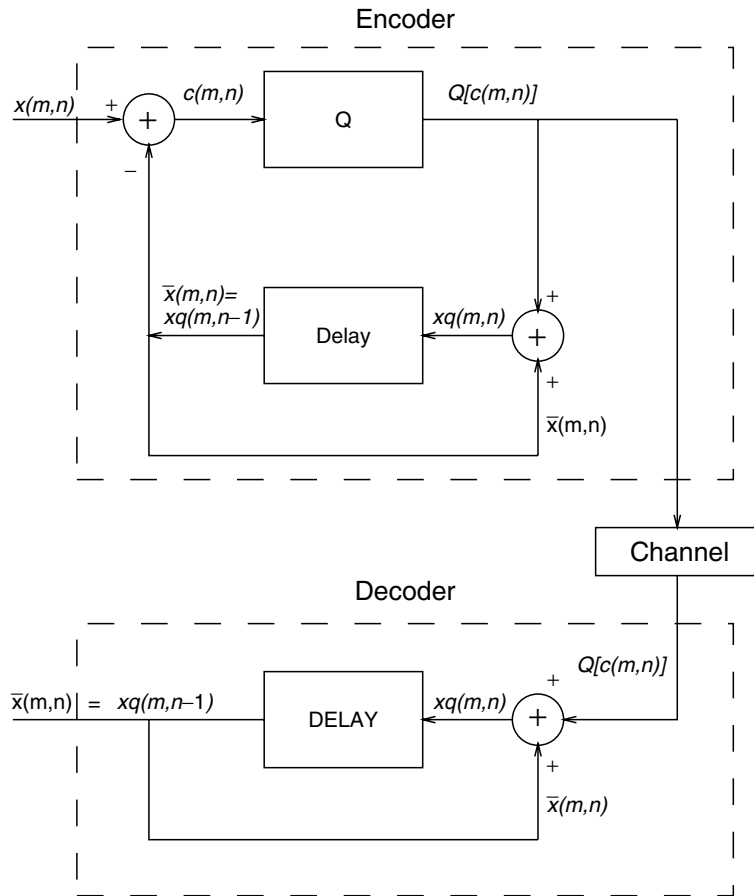 Encoder
x(m,n)
+
+
−
c(m,n)
Q
Q[c(m,n)]
x̅(m,n)=
xq(m,n−1)
Delay
xq(m,n)
+
+
+
x̅(m,n)
Channel
Decoder
x̅(m,n) = xq(m,n−1)
DELAY
xq(m,n)
+
+
+
Q[c(m,n)]
x̅(m,n)